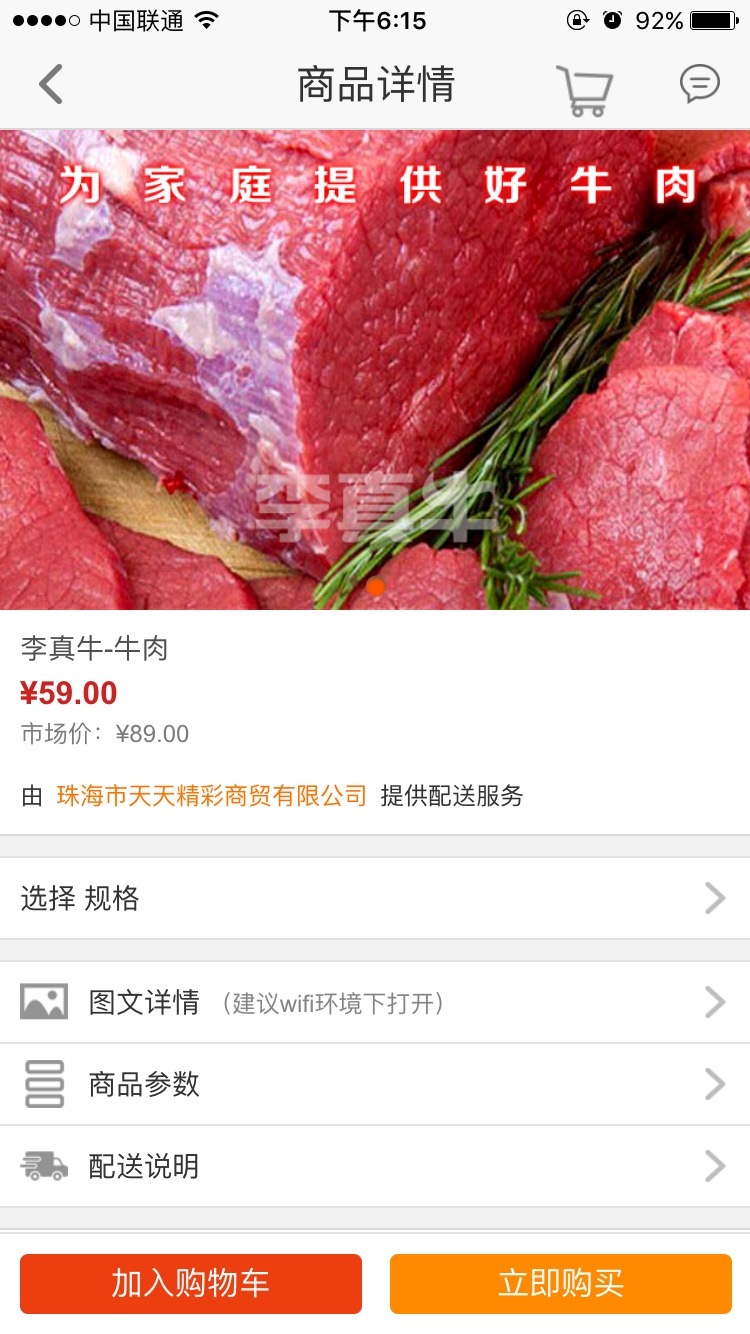 中国联通 下午6:15 92%
商品详情
为家庭提供好牛肉
李真牛
李真牛-牛肉
¥59.00
市场价：¥89.00
由 珠海市天天精彩商贸有限公司 提供配送服务
选择 规格
图文详情（建议wifi环境下打开）
商品参数
配送说明
加入购物车 立即购买